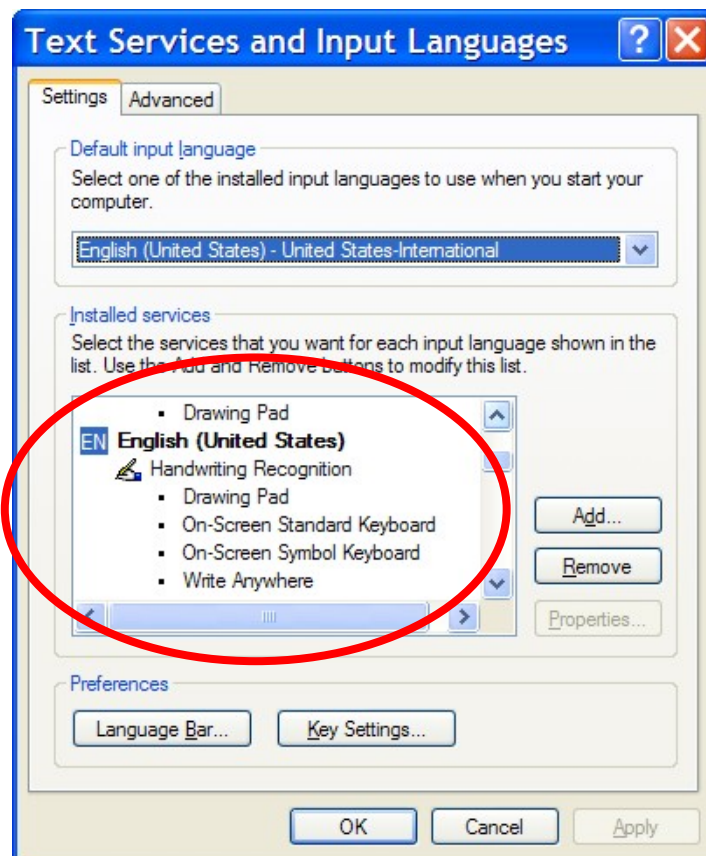 Text Services and Input Languages
Settings
Advanced
Default input language
Select one of the installed input languages to use when you start your
computer.
English (United States) - United States-International
Installed services
Select the services that you want for each input language shown in the
list. Use the Add and Remove buttons to modify this list.
Drawing Pad
EN English (United States)
Handwriting Recognition
Drawing Pad
On-Screen Standard Keyboard
On-Screen Symbol Keyboard
Write Anywhere
Add...
Remove
Properties...
Preferences
Language Bar...
Key Settings...
OK
Cancel
Apply